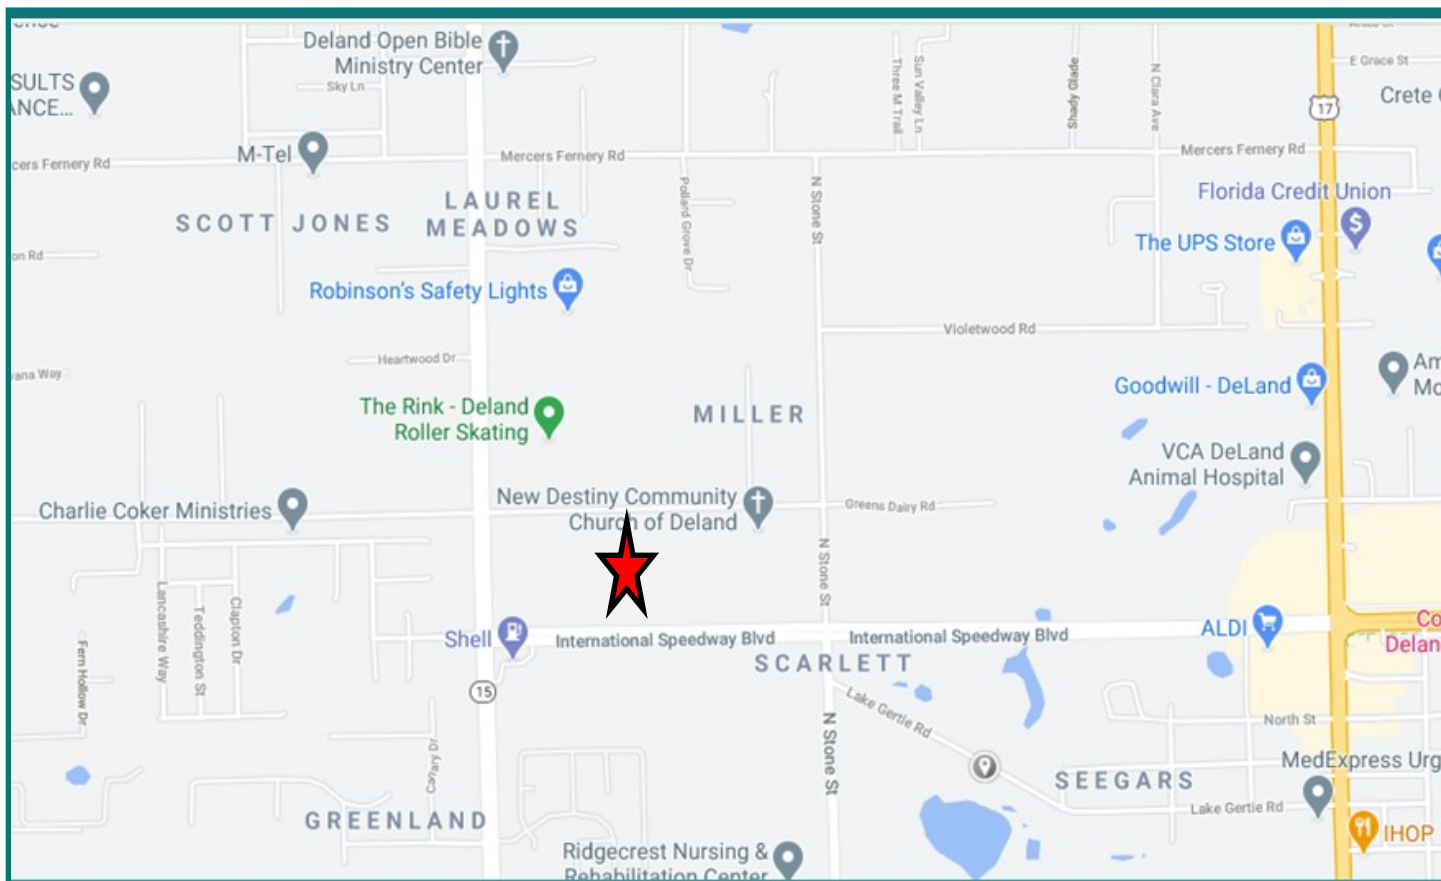 Deland Open Bible
Ministry Center
E Grace St
SULTS
ANCE...
Sky Ln
Three M Trail
Sun Valley Ln
Shady Glade
N Clara Ave
17
Crete
M-Tel
Mercers Fernery Rd
Mercers Fernery Rd
cers Fernery Rd
LAUREL
MEADOWS
SCOTT JONES
Pollard Grove Dr
N Stone St
Florida Credit Union
The UPS Store
on Rd
Robinson's Safety Lights
Violetwood Rd
Heartwood Dr
ana Way
Goodwill - DeLand
Am
Mo
The Rink - Deland
Roller Skating
MILLER
VCA DeLand
Animal Hospital
Charlie Coker Ministries
New Destiny Community
Church of Deland
Greens Dairy Rd
N Stone St
Lancashire Way
Teddington St
Clapton Dr
Fern Hollow Dr
Shell
International Speedway Blvd
International Speedway Blvd
ALDI
Co
Delan
SCARLETT
15
Lake Gertie Rd
N Stone St
North St
Canary Dr
MedExpress Urg
SEEGARS
Lake Gertie Rd
GREENLAND
IHOP
Ridgecrest Nursing &
Rehabilitation Center